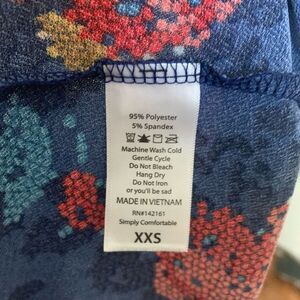 95% Polyester
5% Spandex
Machine Wash Cold
Gentle Cycle
Do Not Bleach
Hang Dry
Do Not Iron
or you'll be sad
MADE IN VIETNAM
RN#142161
Simply Comfortable
XXS